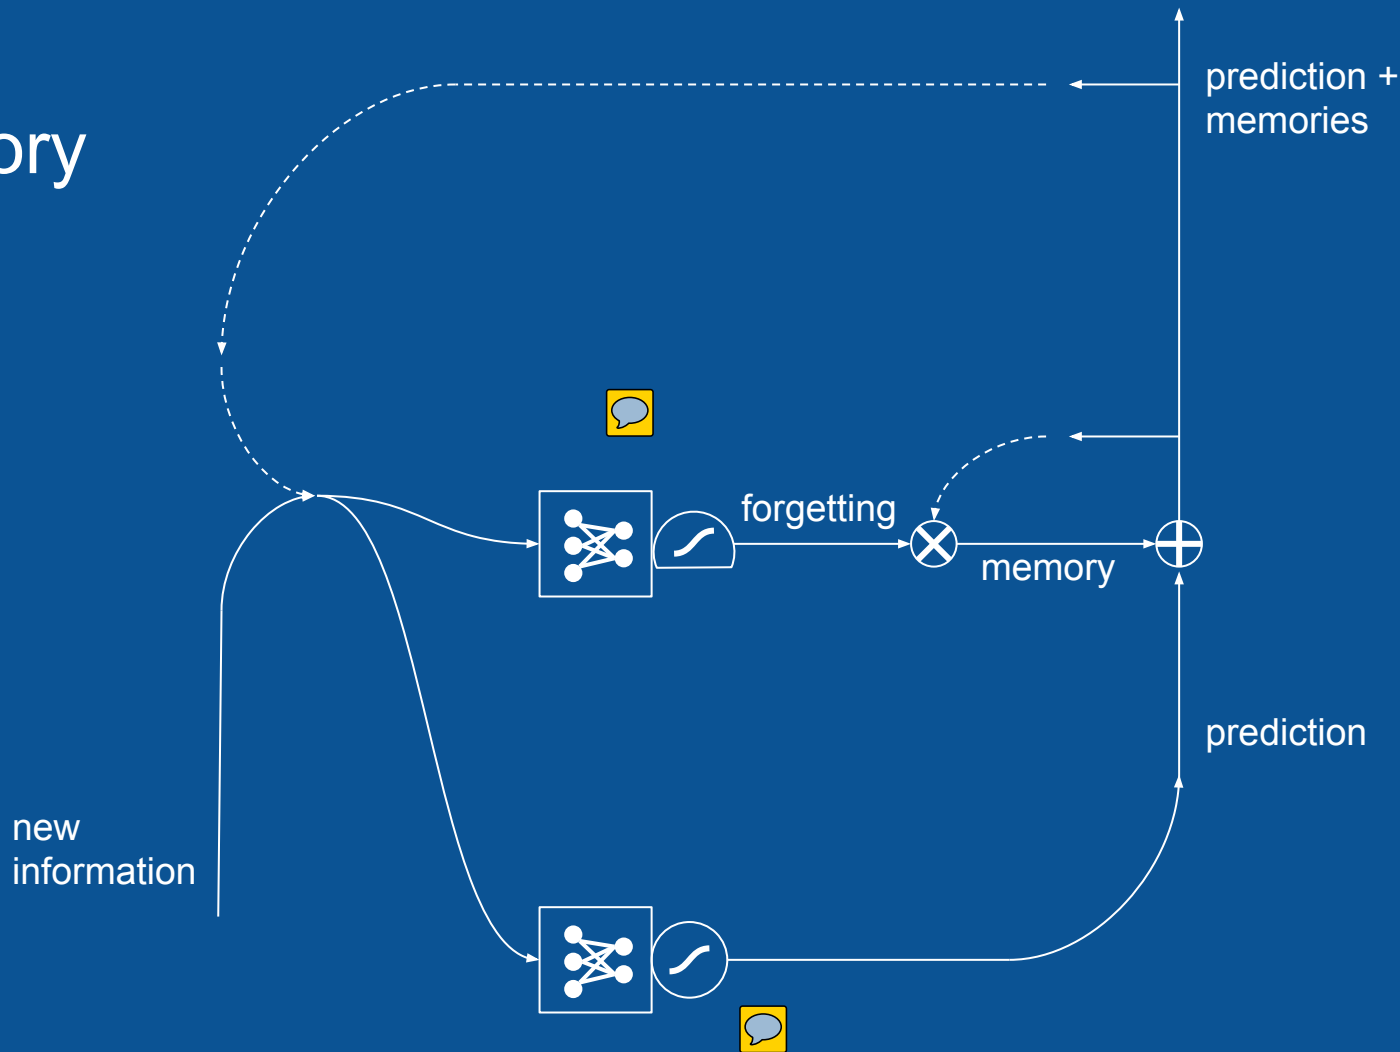 ory
prediction +
memories
forgetting
memory
prediction
new
information